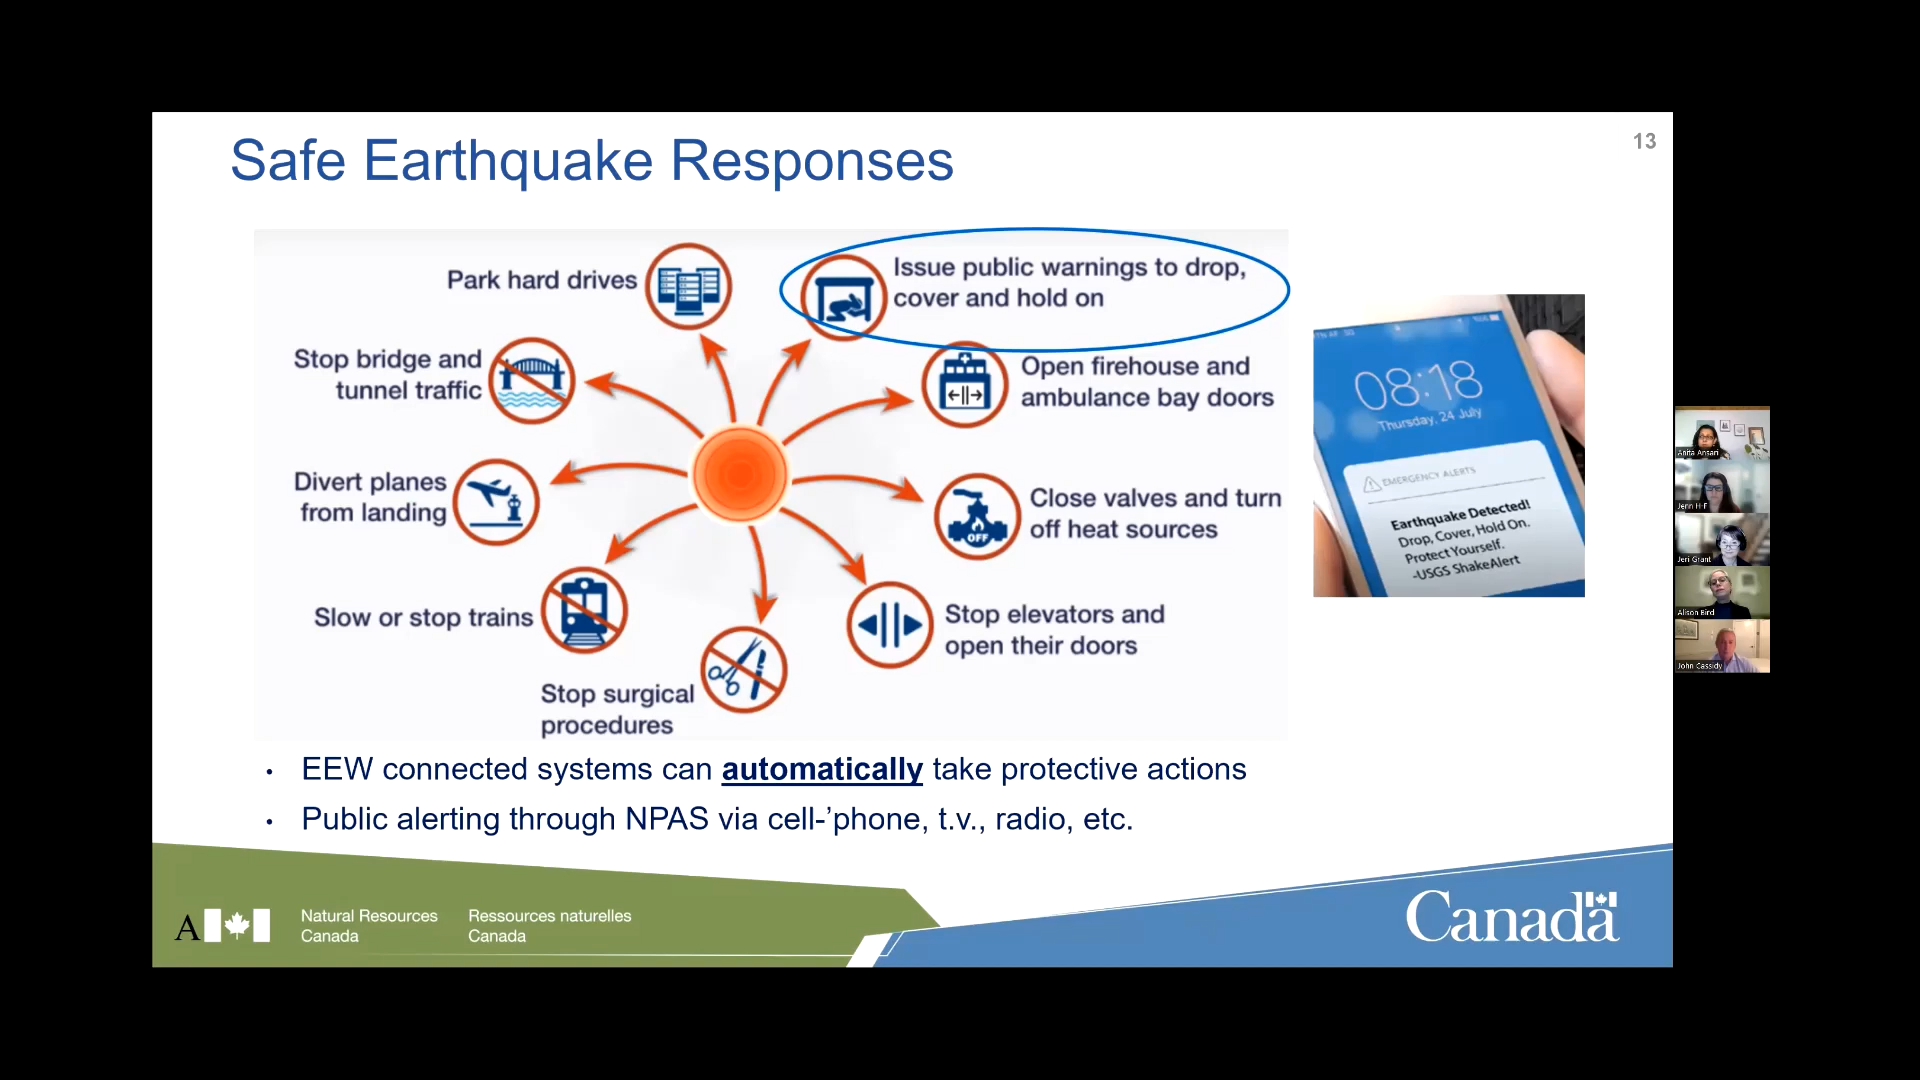 13
Safe Earthquake Responses
Park hard drives
Issue public warnings to drop,
cover and hold on
Stop bridge and
tunnel traffic
Open firehouse and
ambulance bay doors
Divert planes
from landing
Close valves and turn
off heat sources
OFF
Slow or stop trains
Stop elevators and
open their doors
Stop surgical
procedures
08:18
Thursday, 24 July
EMERGENCY ALERTS
Earthquake Detected!
Drop, Cover, Hold On.
Protect Yourself.
-USGS ShakeAlert
• EEW connected systems can automatically take protective actions
• Public alerting through NPAS via cell-’phone, t.v., radio, etc.
A
Natural Resources
Canada
Ressources naturelles
Canada
Canada
Anita Ansari
Jenn H-F
Jeri Grant
Alison Bird
John Cassidy